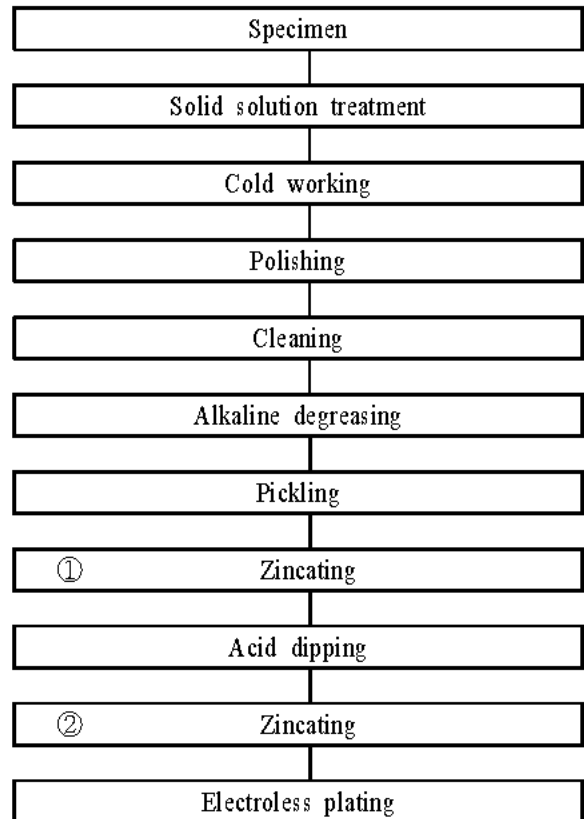 Specimen
Solid solution treatment
Cold working
Polishing
Cleaning
Alkaline degreasing
Pickling
① Zincating
Acid dipping
② Zincating
Electroless plating